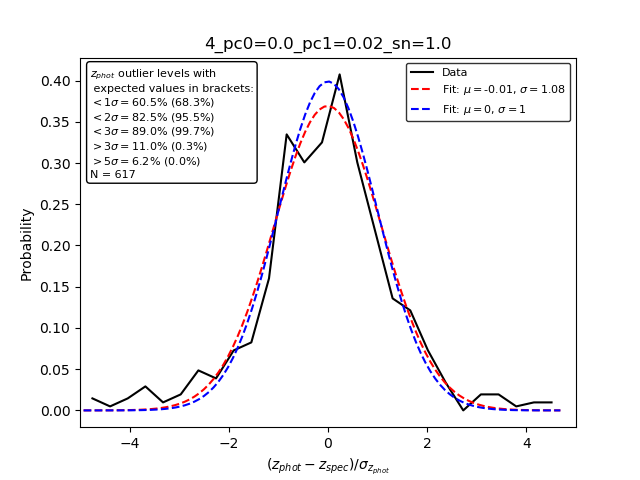 4_pc0=0.0_pc1=0.02_sn=1.0
z_phot outlier levels with
expected values in brackets:
< 1σ = 60.5% (68.3%)
< 2σ = 82.5% (95.5%)
< 3σ = 89.0% (99.7%)
> 3σ = 11.0% (0.3%)
> 5σ = 6.2% (0.0%)
N = 617
Data
Fit: μ = -0.01, σ = 1.08
Fit: μ = 0, σ = 1
Probability
0.40
0.35
0.30
0.25
0.20
0.15
0.10
0.05
0.00
−4 −2 0 2 4
(z_phot − z_spec)/σ_z_phot